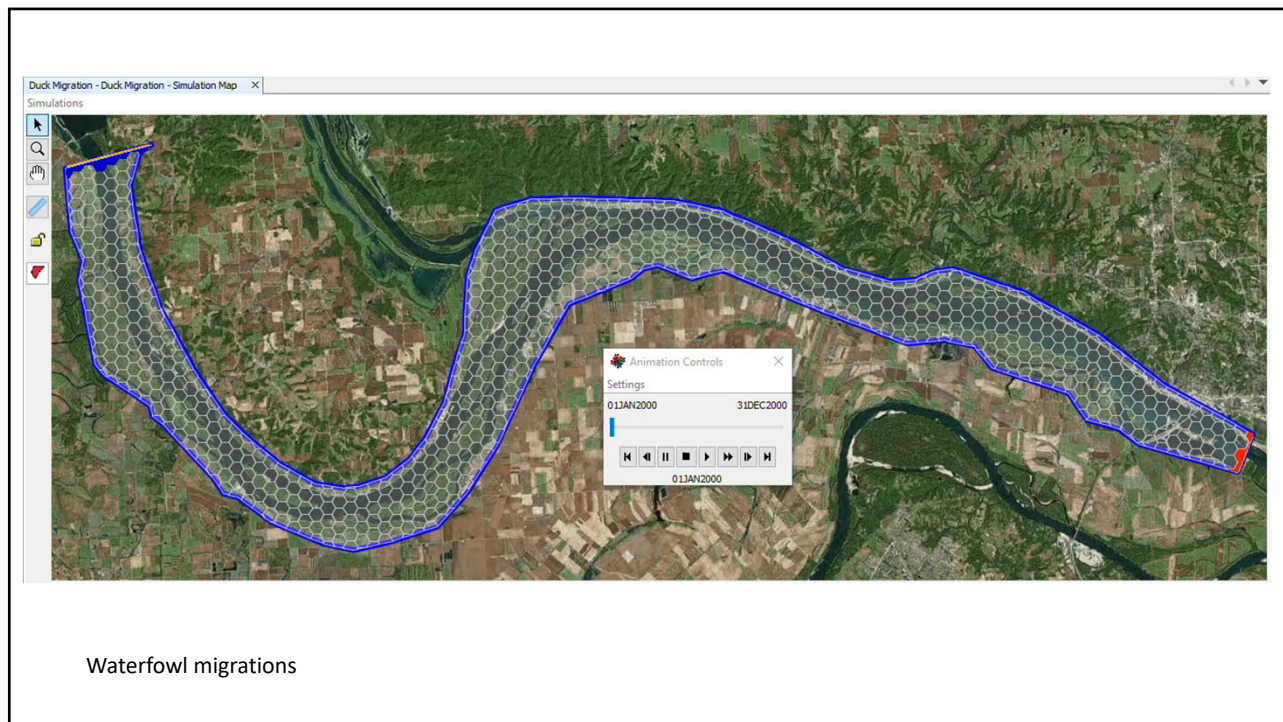 Duck Migration - Duck Migration - Simulation Map
Simulations
Animation Controls
Settings
01JAN2000 31DEC2000
01JAN2000
Waterfowl migrations